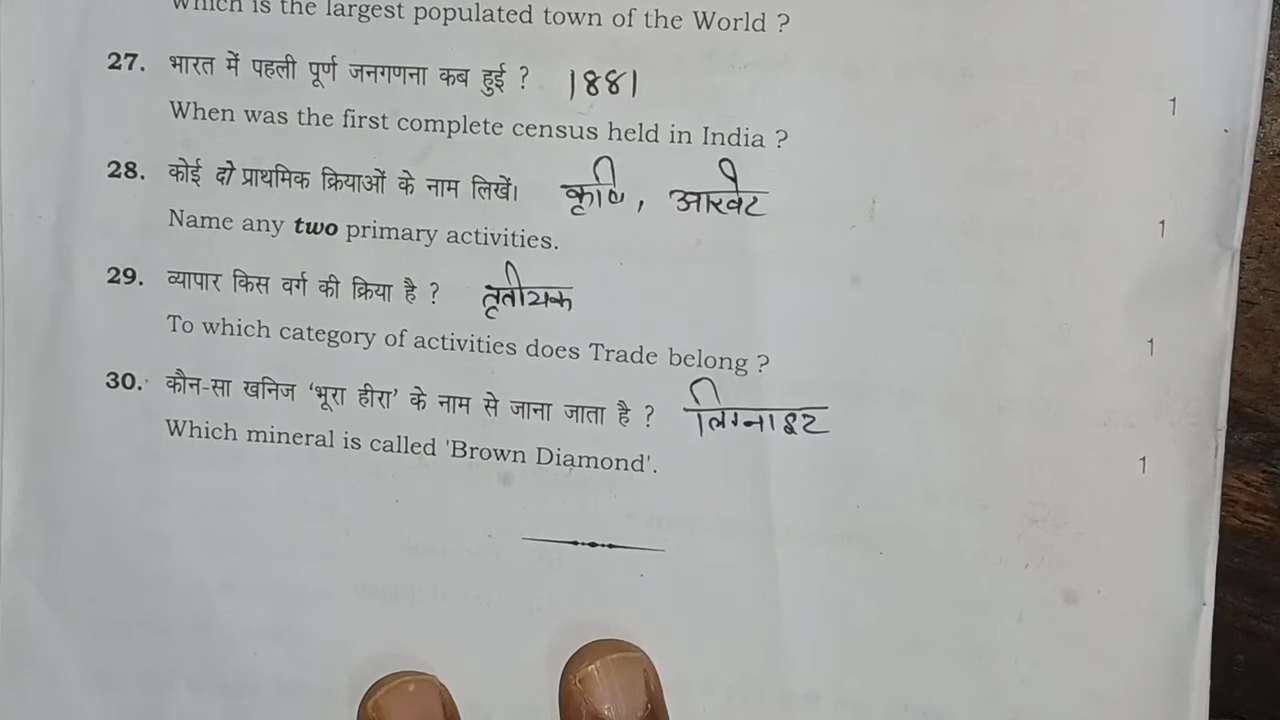 Which is the largest populated town of the World ?
27. भारत में पहली पूर्ण जनगणना कब हुई ? 1881
1
When was the first complete census held in India ?
28. कोई दो प्राथमिक क्रियाओं के नाम लिखें। कृषि, आखेट
1
Name any two primary activities.
29. व्यापार किस वर्ग की क्रिया है ? तृतीयक
To which category of activities does Trade belong ?
1
30. कौन-सा खनिज ‘भूरा हीरा’ के नाम से जाना जाता है ? लिग्नाइट
Which mineral is called 'Brown Diamond'.
1